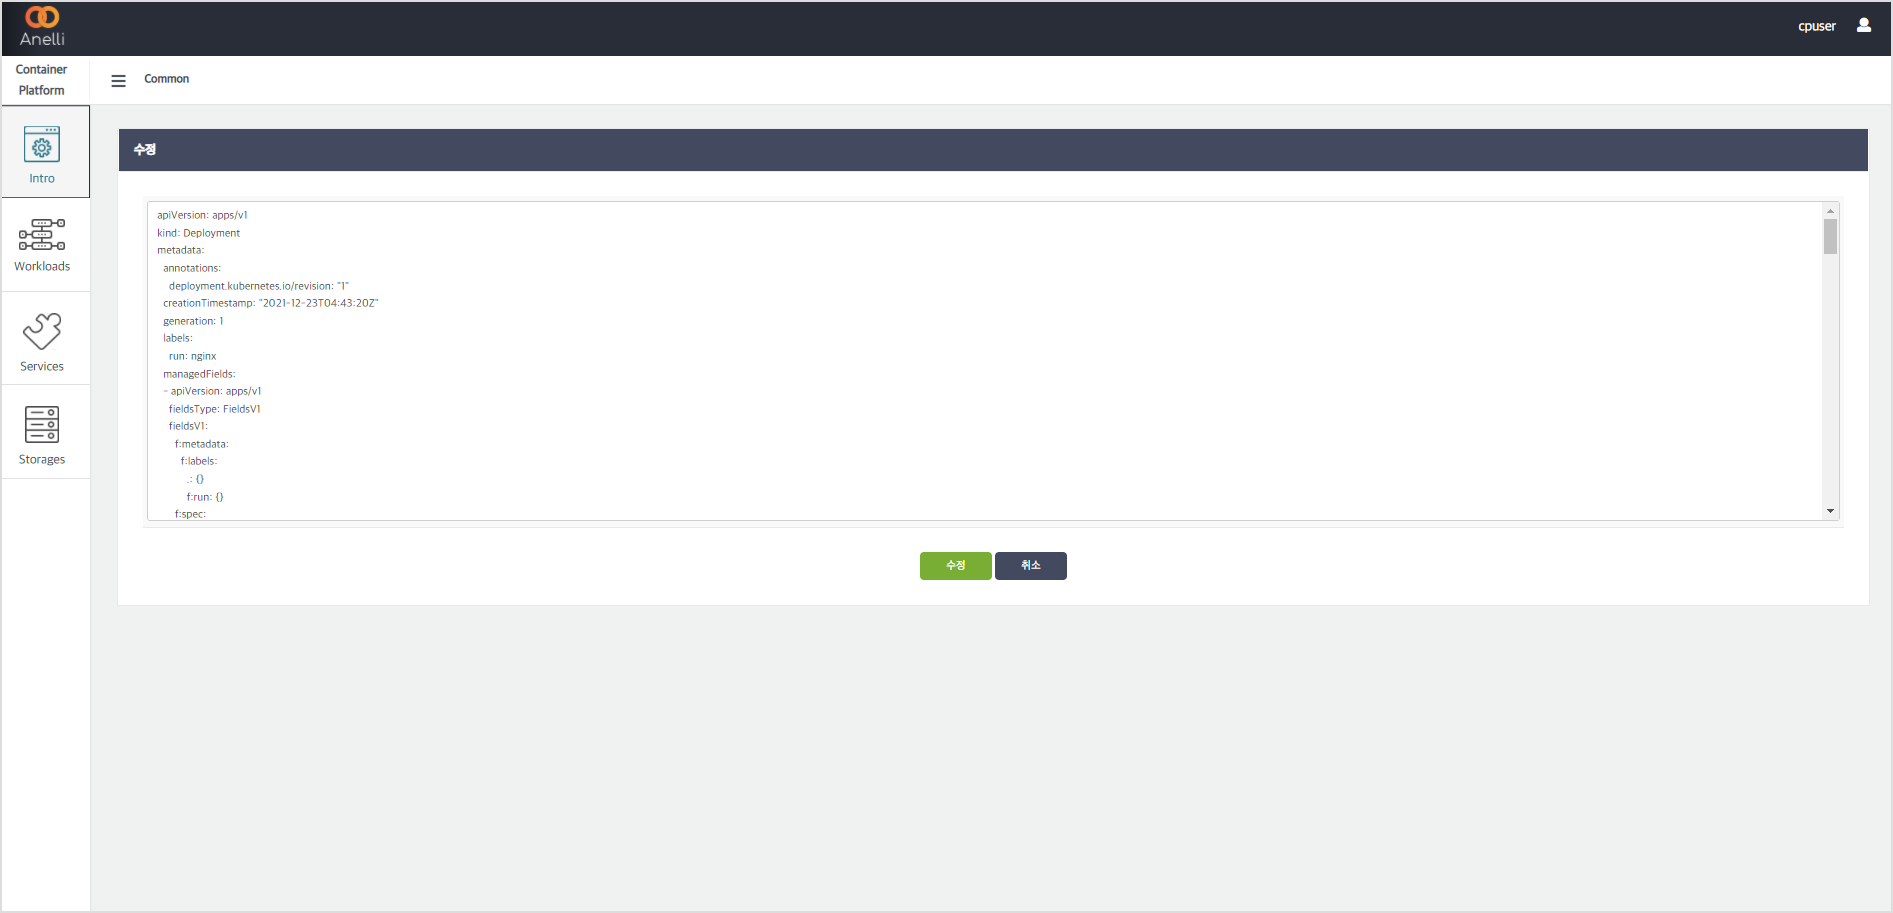 Anelli
cpuser
Container
Platform
Common
Intro
Workloads
Services
Storages
수정
apiVersion: apps/v1
kind: Deployment
metadata:
annotations:
deployment.kubernetes.io/revision: "1"
creationTimestamp: "2021-12-23T04:43:20Z"
generation: 1
labels:
run: nginx
managedFields:
- apiVersion: apps/v1
fieldsType: FieldsV1
fieldsV1:
f:metadata:
f:labels:
.: {}
f:run: {}
f:spec:
수정
취소